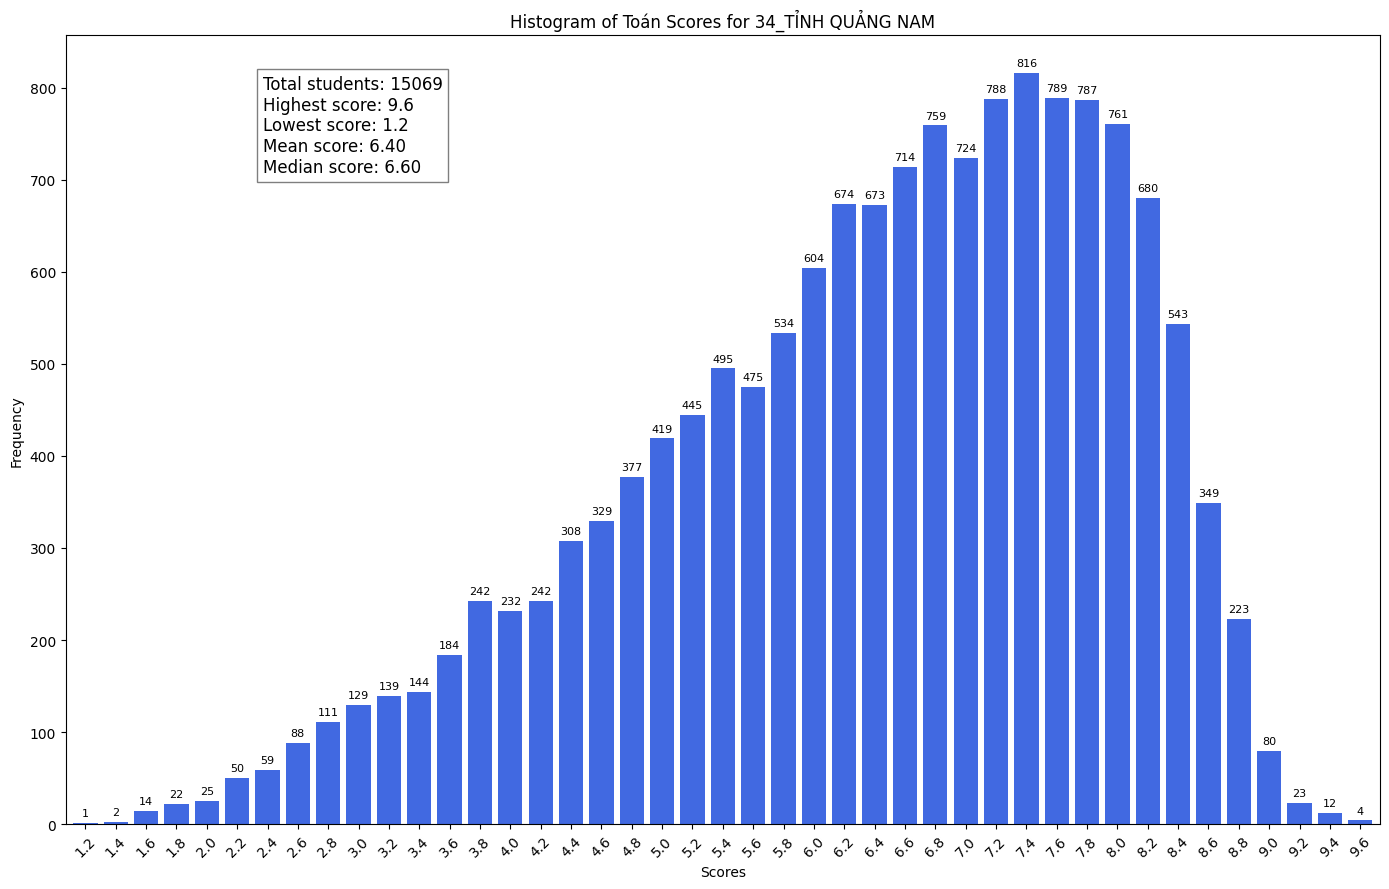 Histogram of Toán Scores for 34_TỈNH QUẢNG NAM
Total students: 15069
Highest score: 9.6
Lowest score: 1.2
Mean score: 6.40
Median score: 6.60
Frequency
800
700
600
500
400
300
200
100
0
1 2 14 22 25 50 59 88 111 129 139 144 184 242 232 242 308 329 377 419 445 495 475 534 604 674 673 714 759 724 788 816 789 787 761 680 543 349 223 80 23 12 4
1.2 1.4 1.6 1.8 2.0 2.2 2.4 2.6 2.8 3.0 3.2 3.4 3.6 3.8 4.0 4.2 4.4 4.6 4.8 5.0 5.2 5.4 5.6 5.8 6.0 6.2 6.4 6.6 6.8 7.0 7.2 7.4 7.6 7.8 8.0 8.2 8.4 8.6 8.8 9.0 9.2 9.4 9.6
Scores